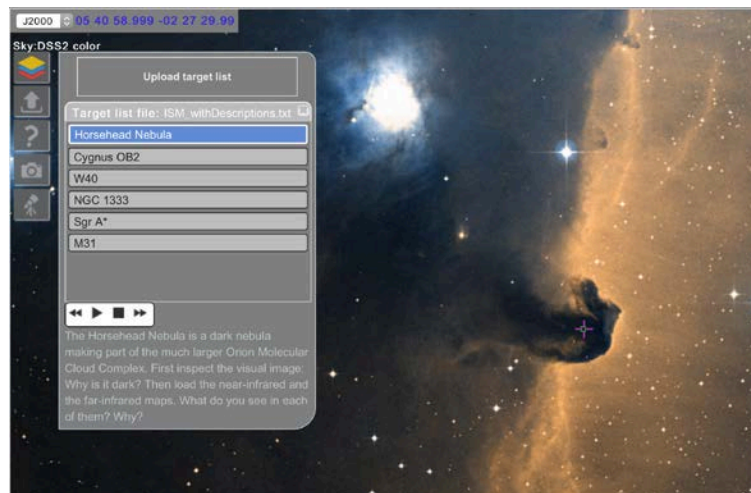 J2000 05 40 58.999 -02 27 29.99
Sky:DSS2 color
Upload target list
Target list file: ISM_withDescriptions.txt
Horsehead Nebula
Cygnus OB2
W40
NGC 1333
Sgr A*
M31
The Horsehead Nebula is a dark nebula
making part of the much larger Orion Molecular
Cloud Complex. First inspect the visual image:
Why is it dark? Then load the near-infrared and
the far-infrared maps. What do you see in each
of them? Why?